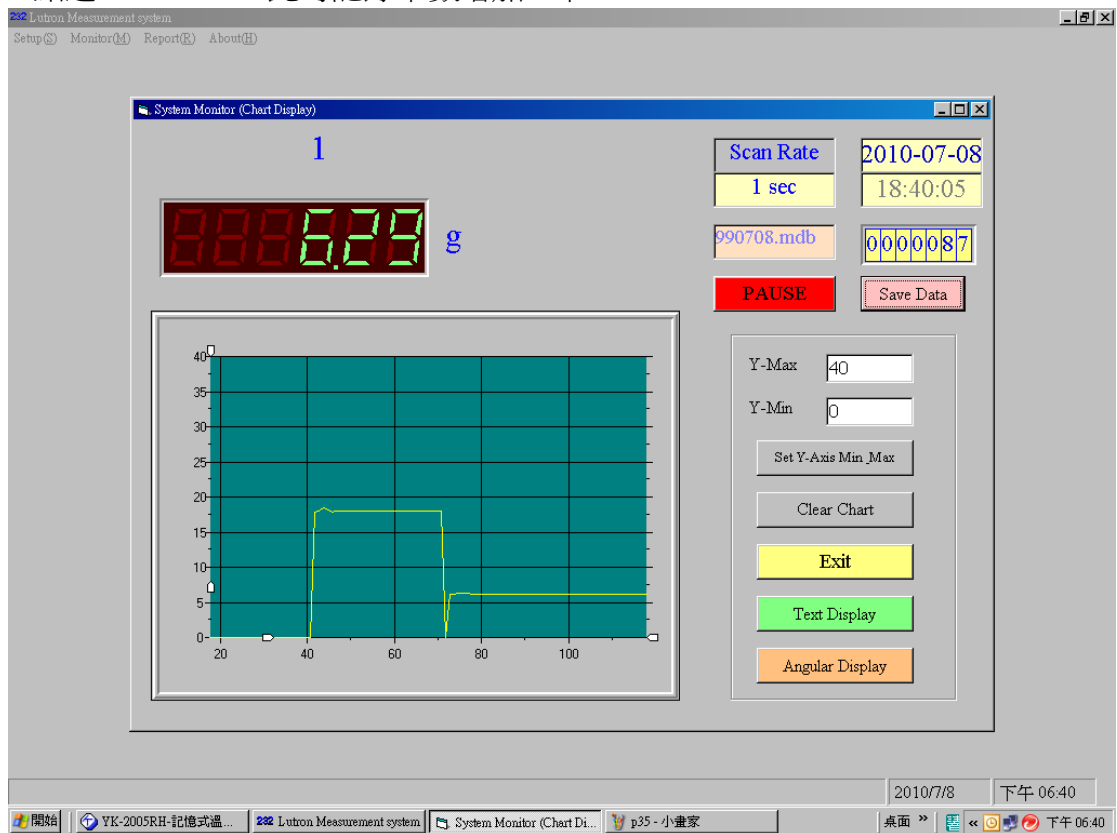 232 Lutron Measurement system
Setup(S) Monitor(M) Report(R) About(H)
System Monitor (Chart Display)
1
Scan Rate
2010-07-08
1 sec
18:40:05
6.29
g
990708.mdb
0000087
PAUSE
Save Data
40
35
30
25
20
15
10
5
0
20 40 60 80 100
Y-Max 40
Y-Min 0
Set Y-Axis Min_Max
Clear Chart
Exit
Text Display
Angular Display
2010/7/8 下午 06:40
開始 YK-2005RH-記憶式溫... 232 Lutron Measurement system System Monitor (Chart Di... p35 - 小畫家 桌面 » « 下午 06:40